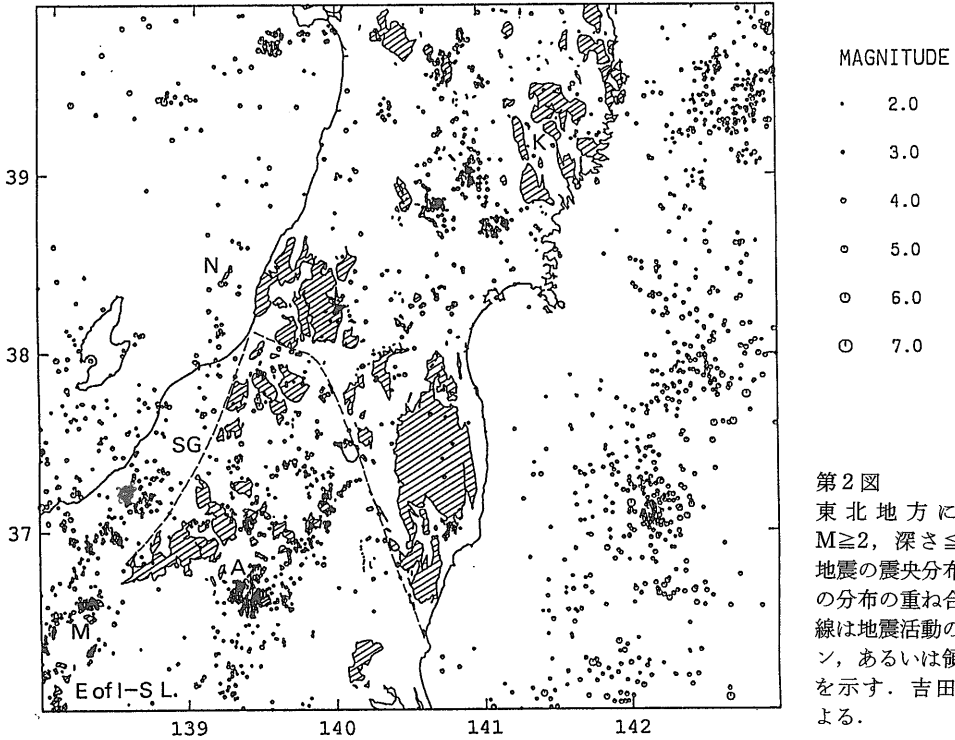 MAGNITUDE
2.0
3.0
4.0
5.0
6.0
7.0
39
38
37
139
140
141
142
K
N
SG
A
M
E of I-S L.
第2図
東北地方に
M≧2，深さ≦
地震の震央分布
の分布の重ね合
線は地震活動の
ン，あるいは領
を示す．吉田
よる．